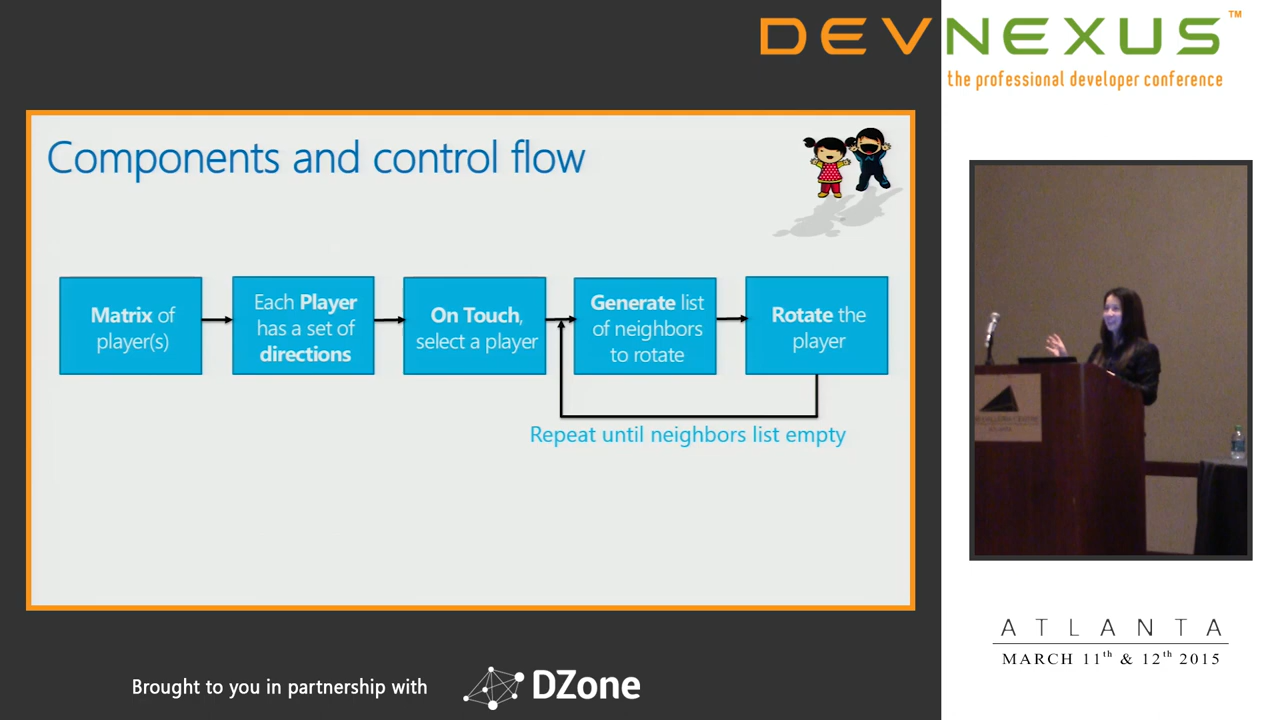 DEVNEXUS™
the professional developer conference
Components and control flow
Matrix of
player(s)
Each Player
has a set of
directions
On Touch,
select a player
Generate list
of neighbors
to rotate
Rotate the
player
Repeat until neighbors list empty
ATLANTA
MARCH 11th & 12th 2015
Brought to you in partnership with
DZone